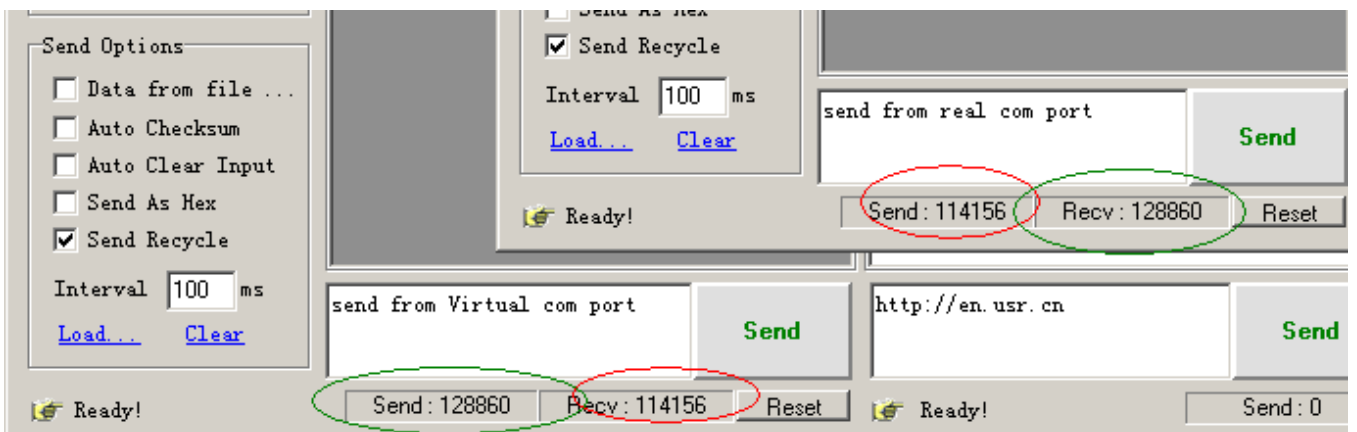 Send Options
Data from file ...
Auto Checksum
Auto Clear Input
Send As Hex
Send Recycle
Interval 100 ms
Load... Clear
Ready!
Send As Hex
Send Recycle
Interval 100 ms
Load... Clear
Ready!
send from real com port
Send
Send : 114156 Recv : 128860 Reset
send from Virtual com port
Send
Send : 128860 Recv : 114156 Reset
http://en.usr.cn
Send
Ready!
Send : 0